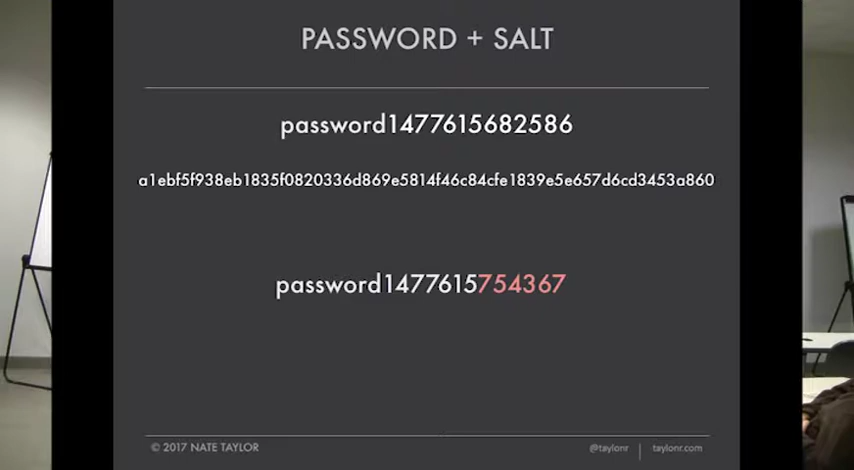 PASSWORD + SALT
password1477615682586
a1ebf5f938eb1835f0820336d869e5814f46c84cfe1839e5e657d6cd3453a860
password1477615754367
© 2017 NATE TAYLOR
@taylonr | taylonr.com